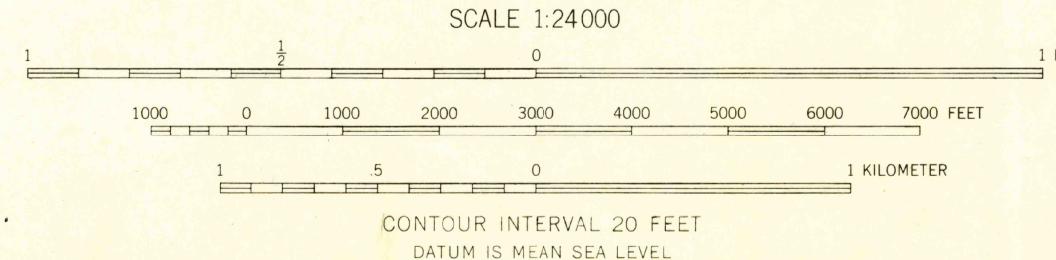 SCALE 1:24000
1 1/2 0 1
1000 0 1000 2000 3000 4000 5000 6000 7000 FEET
1 .5 0 1 KILOMETER
CONTOUR INTERVAL 20 FEET
DATUM IS MEAN SEA LEVEL